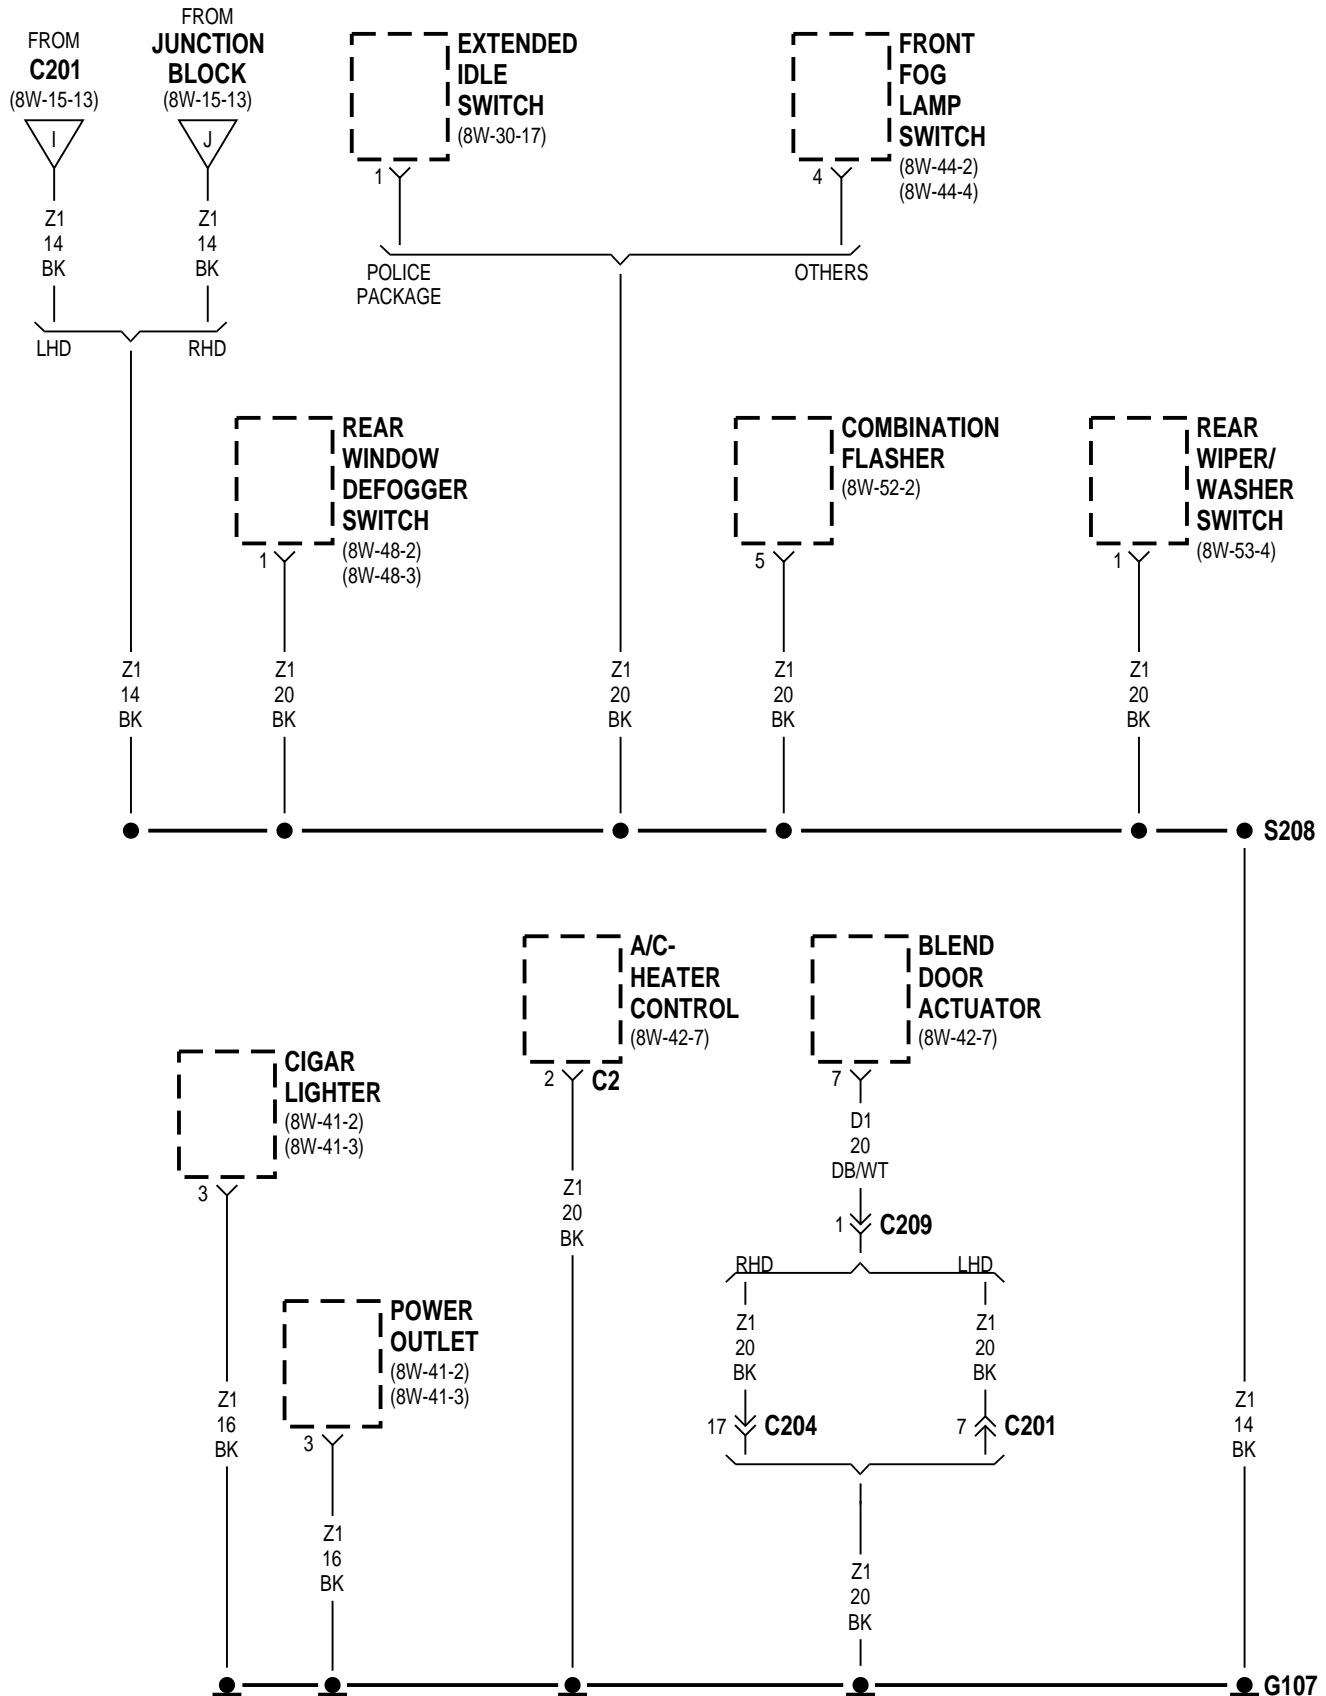 FROM
C201
(8W-15-13)
I
FROM
JUNCTION
BLOCK
(8W-15-13)
J
EXTENDED
IDLE
SWITCH
(8W-30-17)
1
FRONT
FOG
LAMP
SWITCH
(8W-44-2)
(8W-44-4)
4
Z1
14
BK
Z1
14
BK
POLICE
PACKAGE
OTHERS
LHD
RHD
REAR
WINDOW
DEFOGGER
SWITCH
(8W-48-2)
(8W-48-3)
1
COMBINATION
FLASHER
(8W-52-2)
5
REAR
WIPER/
WASHER
SWITCH
(8W-53-4)
1
Z1
14
BK
Z1
20
BK
Z1
20
BK
Z1
20
BK
Z1
20
BK
S208
A/C-
HEATER
CONTROL
(8W-42-7)
2
C2
BLEND
DOOR
ACTUATOR
(8W-42-7)
7
CIGAR
LIGHTER
(8W-41-2)
(8W-41-3)
3
D1
20
DB/WT
Z1
20
BK
1
C209
RHD
LHD
POWER
OUTLET
(8W-41-2)
(8W-41-3)
3
Z1
20
BK
Z1
20
BK
Z1
16
BK
17
C204
7
C201
Z1
14
BK
Z1
16
BK
Z1
20
BK
G107